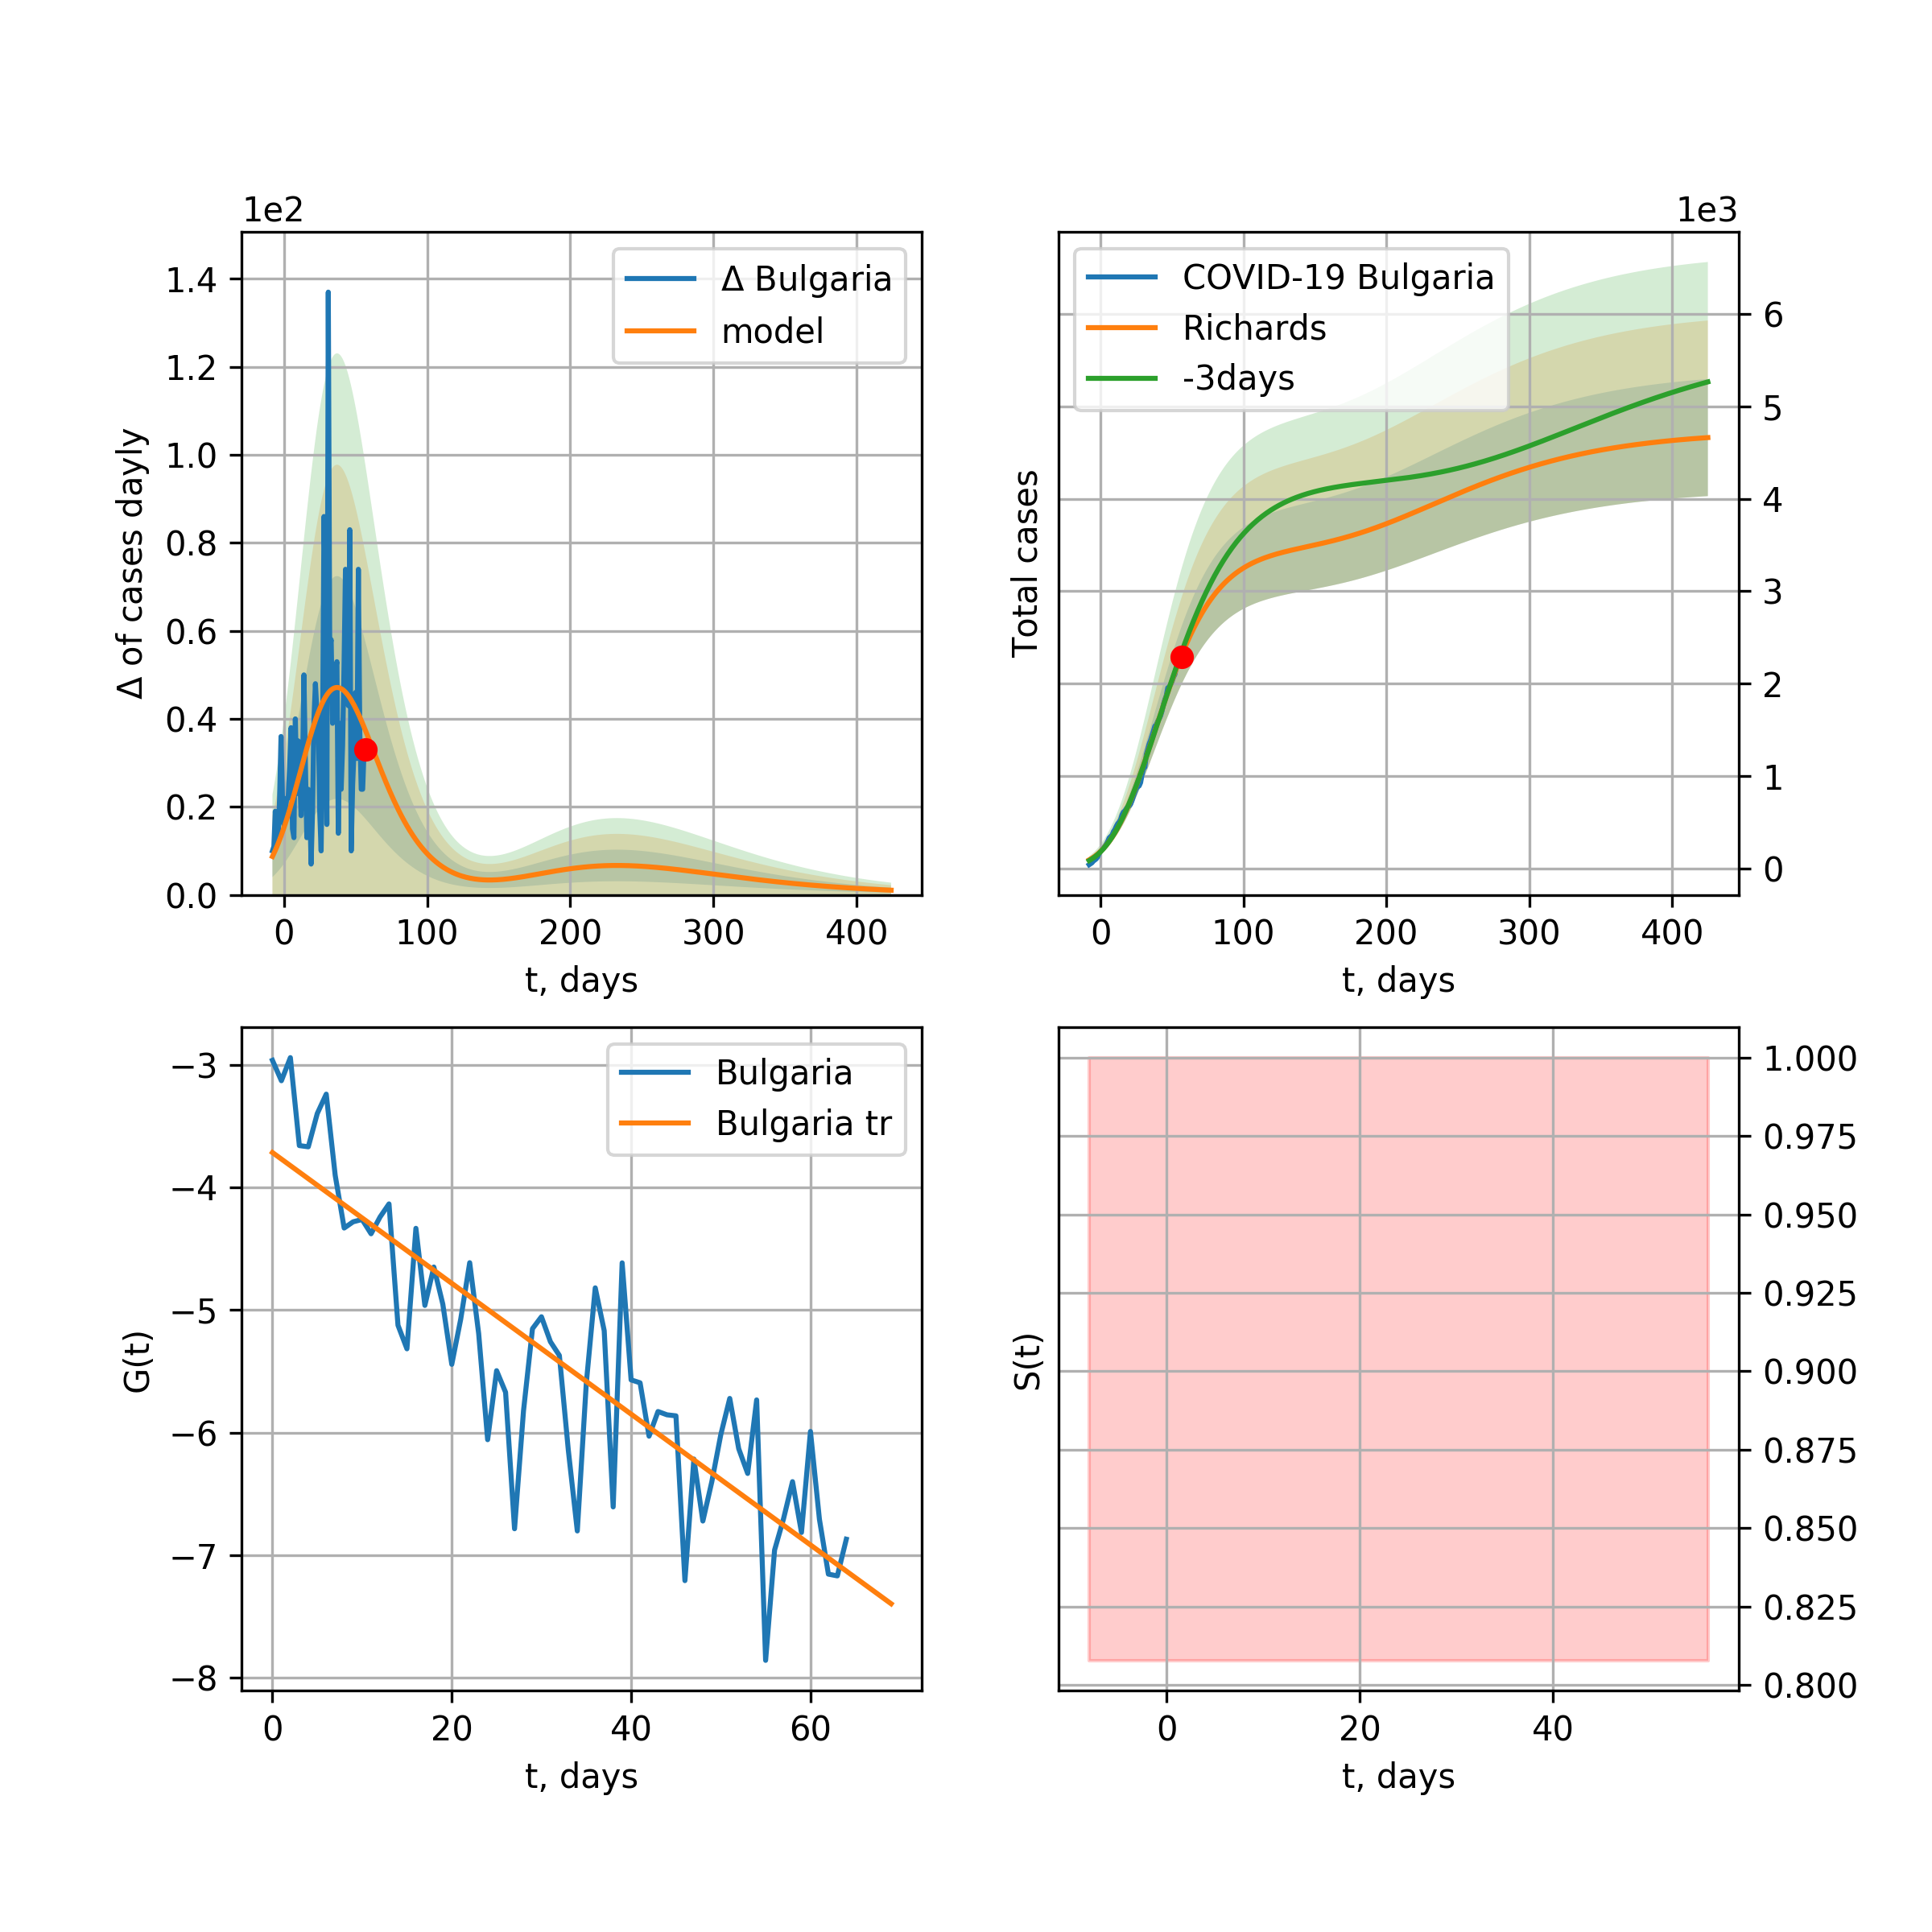 1e2
1.4
1.2
1.0
0.8
0.6
0.4
0.2
0.0
Δ of cases dayly
Δ Bulgaria
model
0
100
200
300
400
t, days
1e3
COVID-19 Bulgaria
Richards
-3days
Total cases
6
5
4
3
2
1
0
0
100
200
300
400
t, days
−3
−4
−5
−6
−7
−8
G(t)
Bulgaria
Bulgaria tr
0
20
40
60
t, days
S(t)
1.000
0.975
0.950
0.925
0.900
0.875
0.850
0.825
0.800
0
20
40
t, days